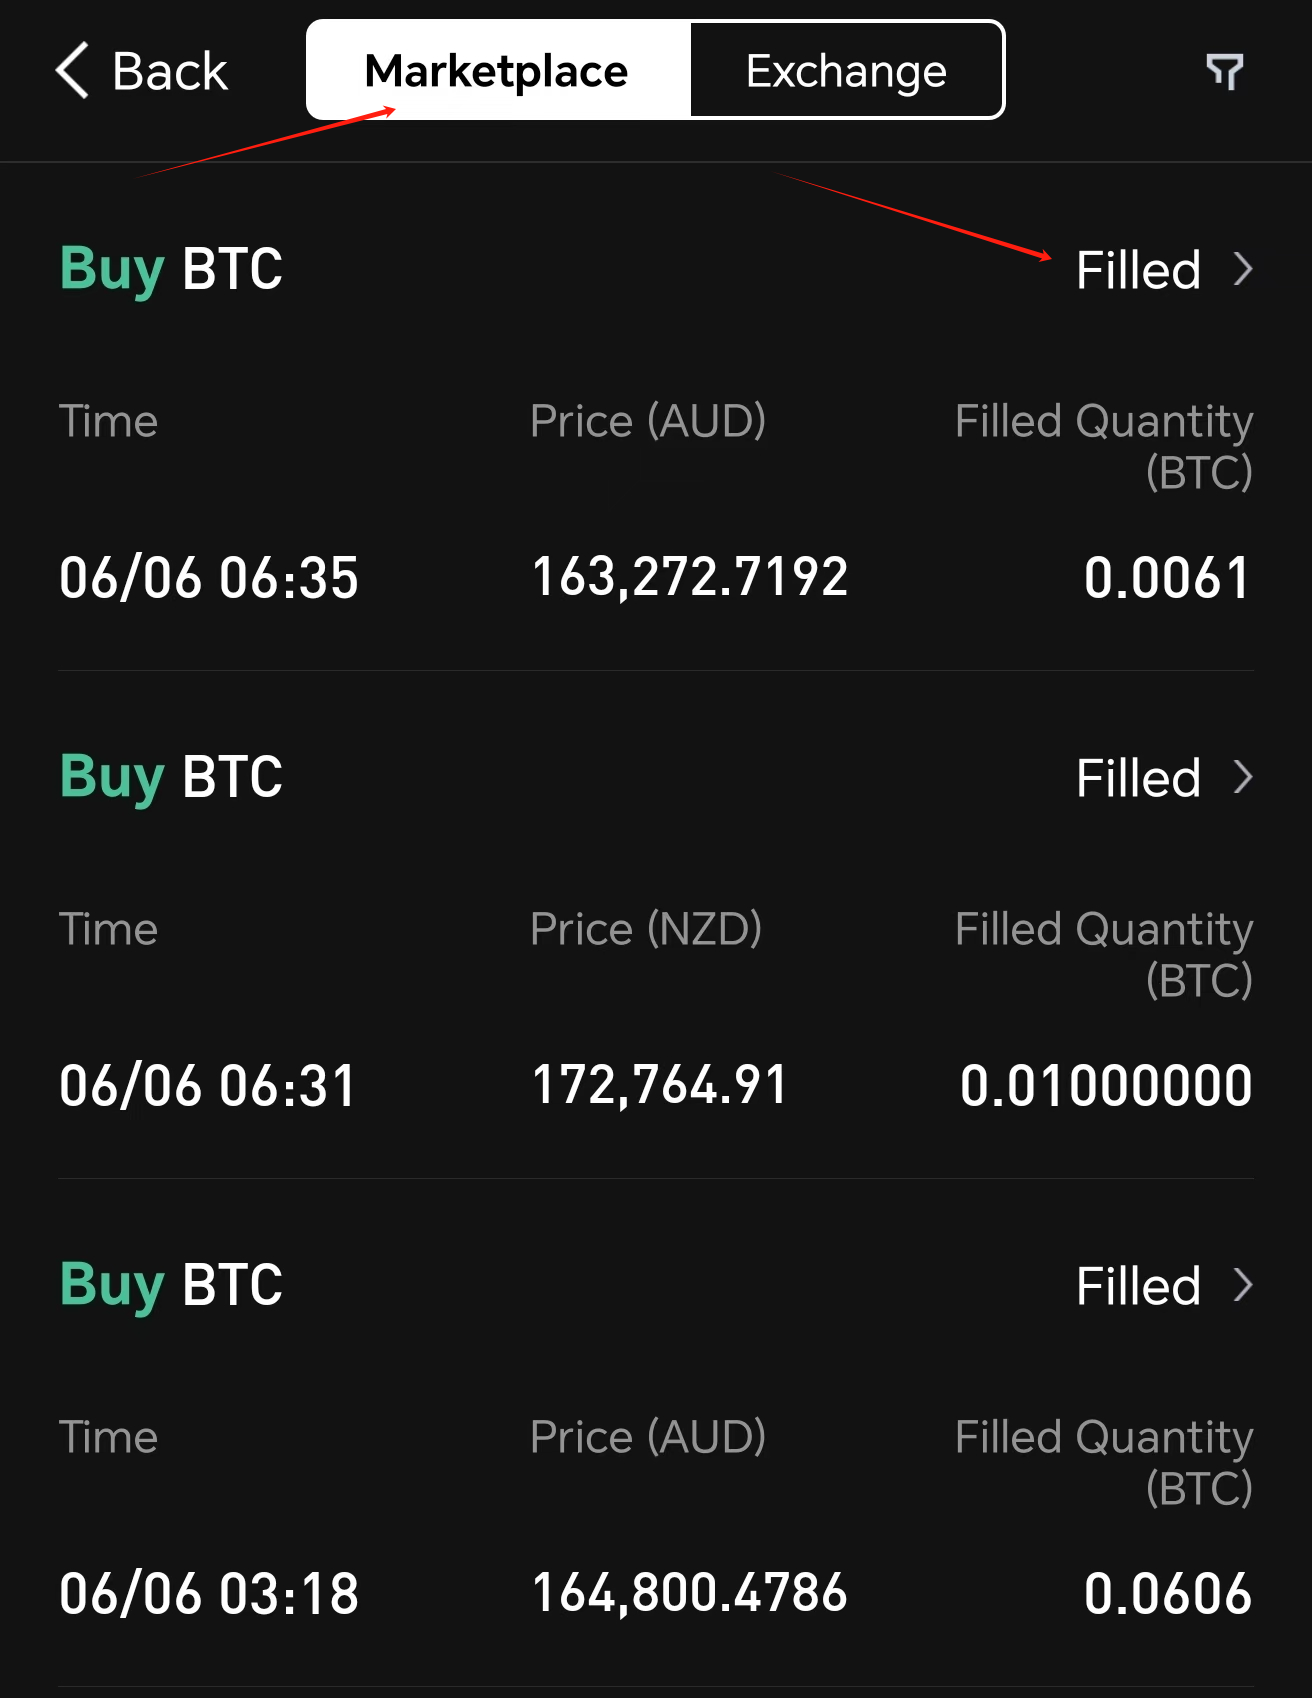 Back
Marketplace
Exchange
Buy BTC
Filled
Time
Price (AUD)
Filled Quantity
(BTC)
06/06 06:35
163,272.7192
0.0061
Buy BTC
Filled
Time
Price (NZD)
Filled Quantity
(BTC)
06/06 06:31
172,764.91
0.01000000
Buy BTC
Filled
Time
Price (AUD)
Filled Quantity
(BTC)
06/06 03:18
164,800.4786
0.0606